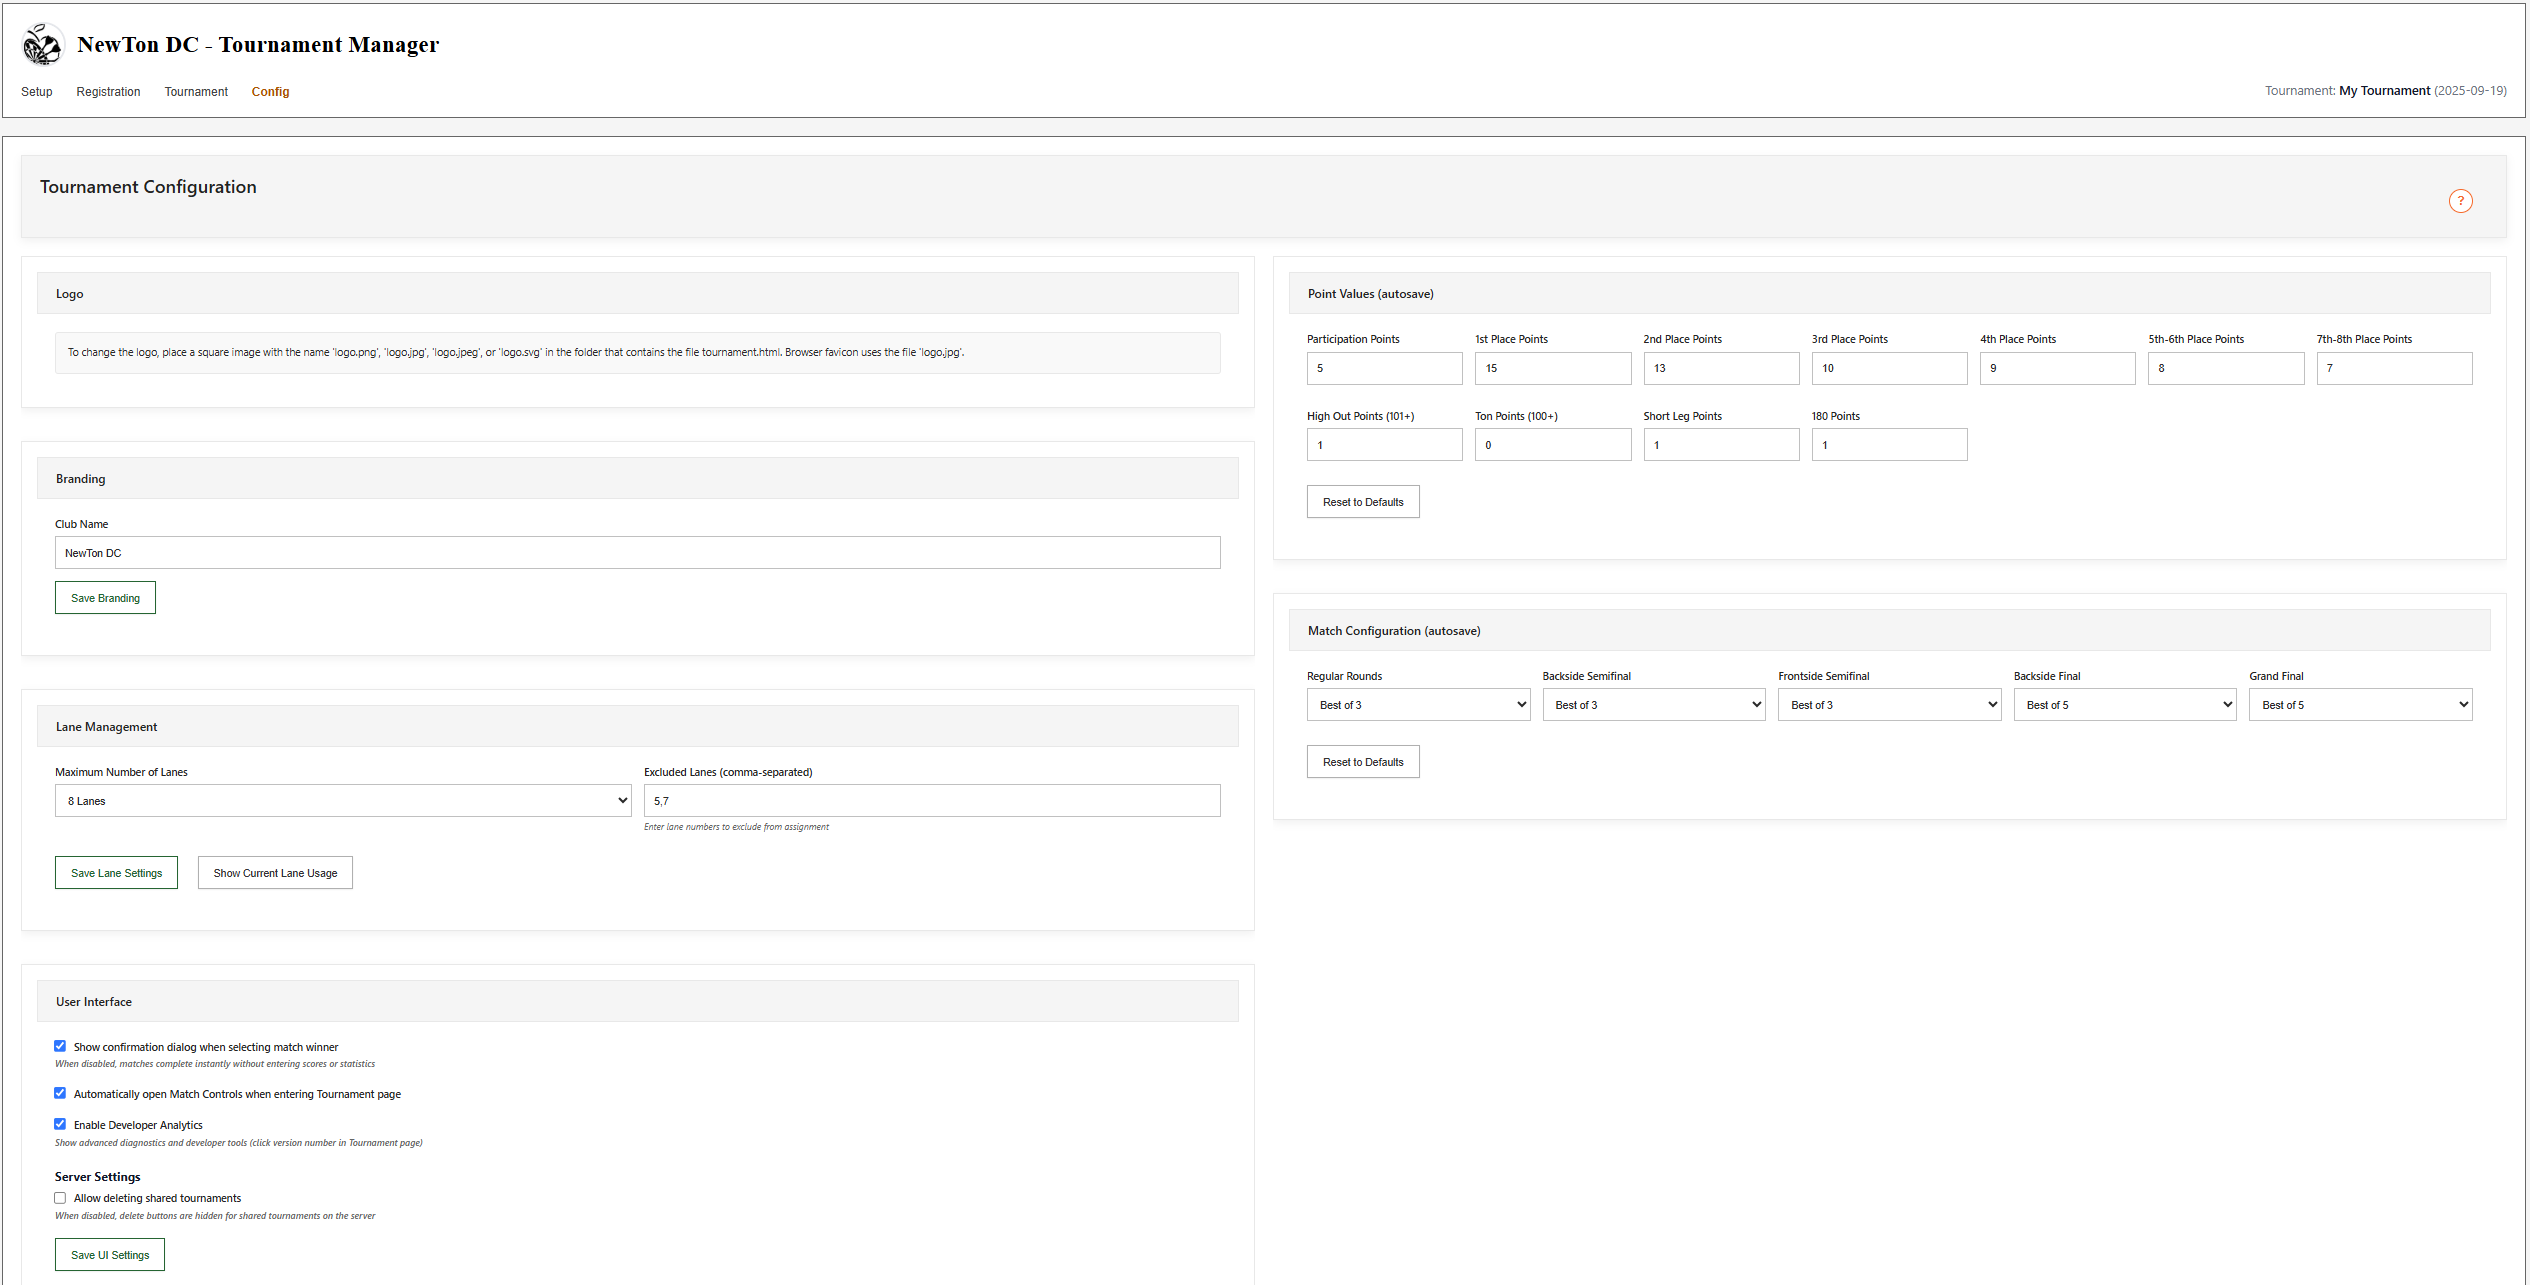 NewTon DC - Tournament Manager
Setup Registration Tournament Config
Tournament: My Tournament (2025-09-19)
Tournament Configuration
?
Logo
To change the logo, place a square image with the name 'logo.png', 'logo.jpg', 'logo.jpeg', or 'logo.svg' in the folder that contains the file tournament.html. Browser favicon uses the file 'logo.jpg'.
Branding
Club Name
NewTon DC
Save Branding
Lane Management
Maximum Number of Lanes Excluded Lanes (comma-separated)
8 Lanes 5,7
Enter lane numbers to exclude from assignment
Save Lane Settings Show Current Lane Usage
User Interface
Show confirmation dialog when selecting match winner
When disabled, matches complete instantly without entering scores or statistics
Automatically open Match Controls when entering Tournament page
Enable Developer Analytics
Show advanced diagnostics and developer tools (click version number in Tournament page)
Server Settings
Allow deleting shared tournaments
When disabled, delete buttons are hidden for shared tournaments on the server
Save UI Settings
Point Values (autosave)
Participation Points 1st Place Points 2nd Place Points 3rd Place Points 4th Place Points 5th-6th Place Points 7th-8th Place Points
5 15 13 10 9 8 7
High Out Points (101+) Ton Points (100+) Short Leg Points 180 Points
1 0 1 1
Reset to Defaults
Match Configuration (autosave)
Regular Rounds Backside Semifinal Frontside Semifinal Backside Final Grand Final
Best of 3 Best of 3 Best of 3 Best of 5 Best of 5
Reset to Defaults